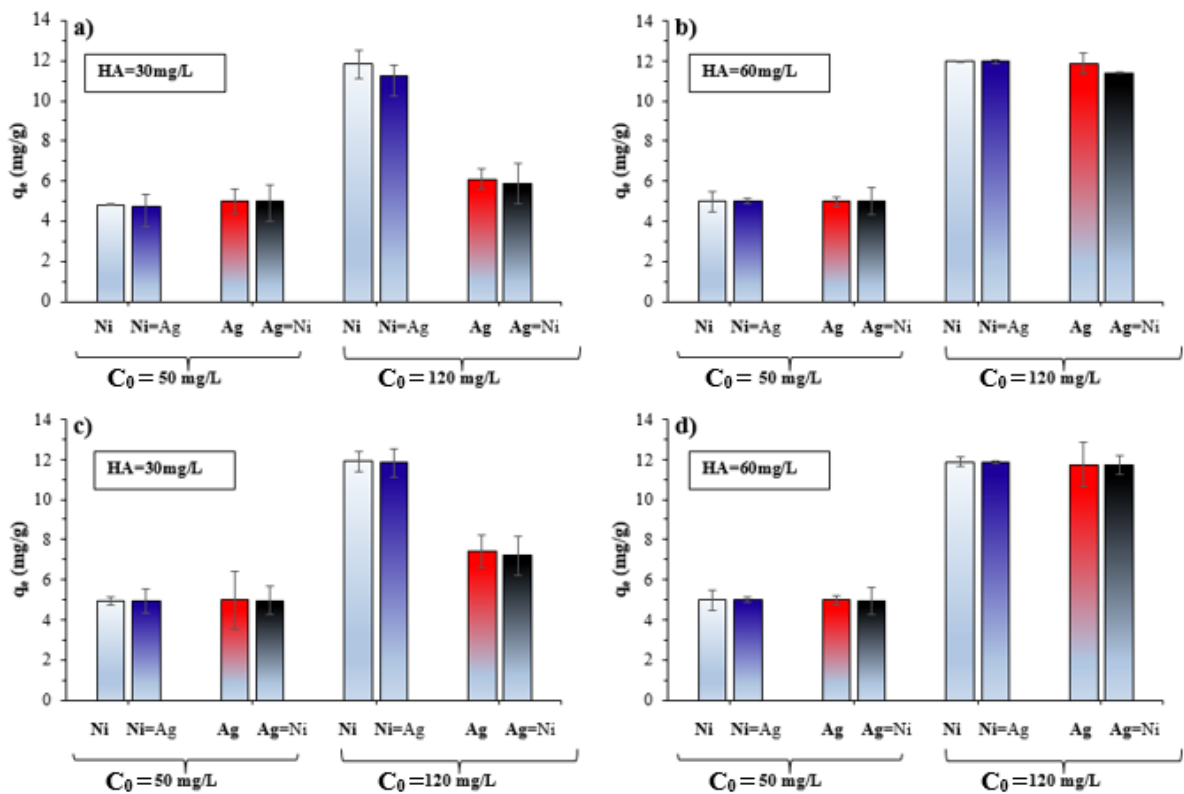 a)
HA=30mg/L
qₑ (mg/g)
14
12
10
8
6
4
2
0
Ni Ni=Ag Ag Ag=Ni Ni Ni=Ag Ag Ag=Ni
C₀ = 50 mg/L C₀ = 120 mg/L
b)
HA=60mg/L
qₑ (mg/g)
14
12
10
8
6
4
2
0
Ni Ni=Ag Ag Ag=Ni Ni Ni=Ag Ag Ag=Ni
C₀ = 50 mg/L C₀ = 120 mg/L
c)
HA=30mg/L
qₑ (mg/g)
14
12
10
8
6
4
2
0
Ni Ni=Ag Ag Ag=Ni Ni Ni=Ag Ag Ag=Ni
C₀ = 50 mg/L C₀ = 120 mg/L
d)
HA=60mg/L
qₑ (mg/g)
14
12
10
8
6
4
2
0
Ni Ni=Ag Ag Ag=Ni Ni Ni=Ag Ag Ag=Ni
C₀ = 50 mg/L C₀ = 120 mg/L